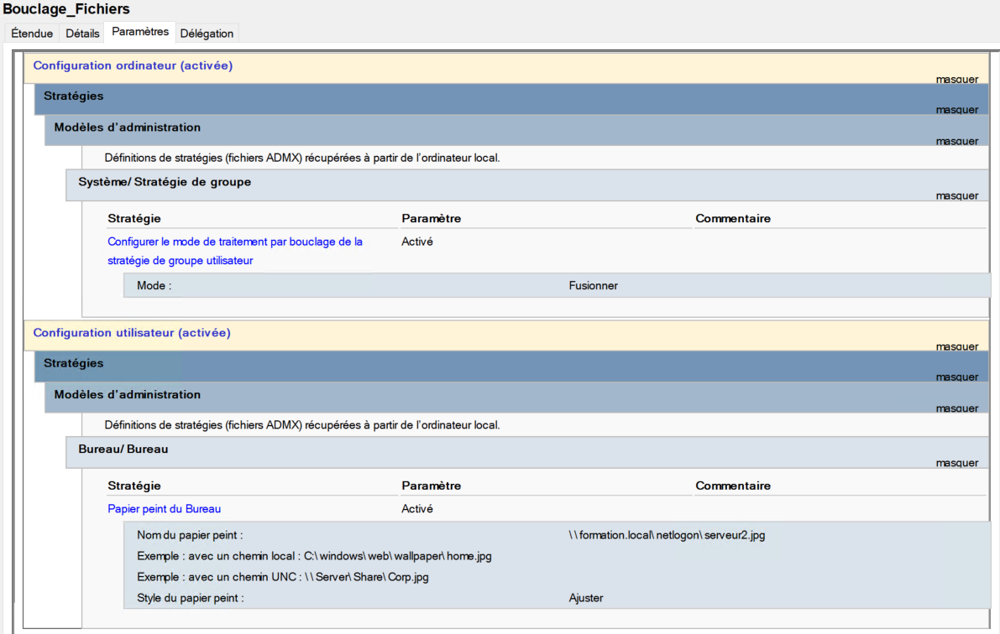 Bouclage_Fichiers
Étendue Détails Paramètres Délégation
Configuration ordinateur (activée)
masquer
Stratégies
masquer
Modèles d'administration
masquer
Définitions de stratégies (fichiers ADMX) récupérées à partir de l'ordinateur local.
Système/ Stratégie de groupe
masquer
Stratégie Paramètre Commentaire
Configurer le mode de traitement par bouclage de la Activé
stratégie de groupe utilisateur
Mode : Fusionner
Configuration utilisateur (activée)
masquer
Stratégies
masquer
Modèles d'administration
masquer
Définitions de stratégies (fichiers ADMX) récupérées à partir de l'ordinateur local.
Bureau/ Bureau
masquer
Stratégie Paramètre Commentaire
Papier peint du Bureau Activé
Nom du papier peint : \\formation.local\netlogon\serveur2.jpg
Exemple : avec un chemin local : C:\windows\web\wallpaper\home.jpg
Exemple : avec un chemin UNC : \\Server\Share\Corp.jpg
Style du papier peint : Ajuster